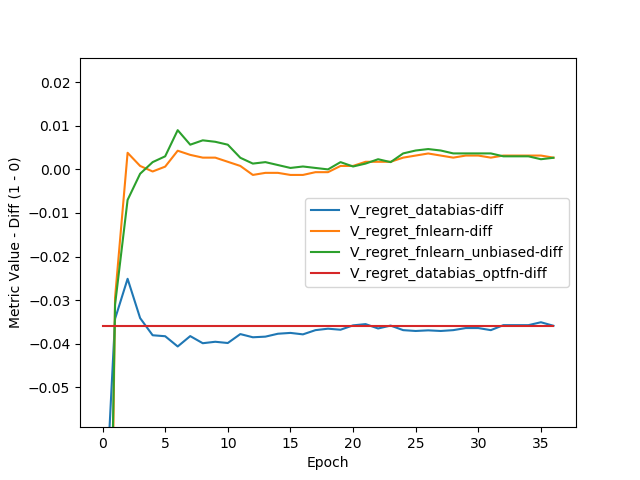 0.02
0.01
0.00
−0.01
−0.02
−0.03
−0.04
−0.05
Metric Value - Diff (1 - 0)
V_regret_databias-diff
V_regret_fnlearn-diff
V_regret_fnlearn_unbiased-diff
V_regret_databias_optfn-diff
0 5 10 15 20 25 30 35
Epoch